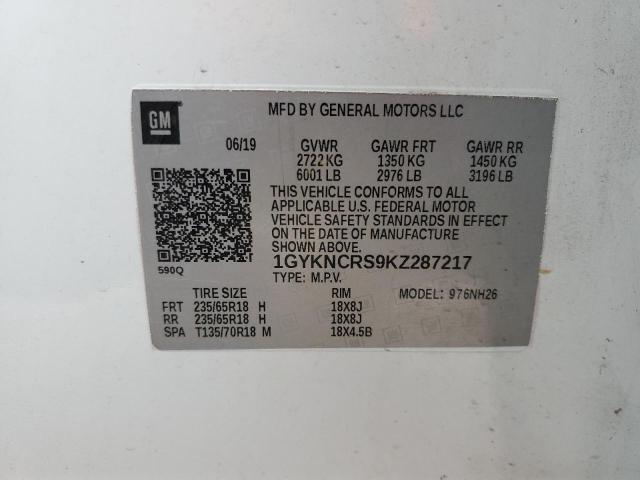 GM
MFD BY GENERAL MOTORS LLC
06/19 GVWR GAWR FRT GAWR RR
2722 KG 1350 KG 1450 KG
6001 LB 2976 LB 3196 LB
THIS VEHICLE CONFORMS TO ALL
APPLICABLE U.S. FEDERAL MOTOR
VEHICLE SAFETY STANDARDS IN EFFECT
ON THE DATE OF MANUFACTURE
SHOWN ABOVE.
590Q
1GYKNCRS9KZ287217
TYPE: M.P.V.
TIRE SIZE RIM MODEL: 976NH26
FRT 235/65R18 H 18X8J
RR 235/65R18 H 18X8J
SPA T135/70R18 M 18X4.5B